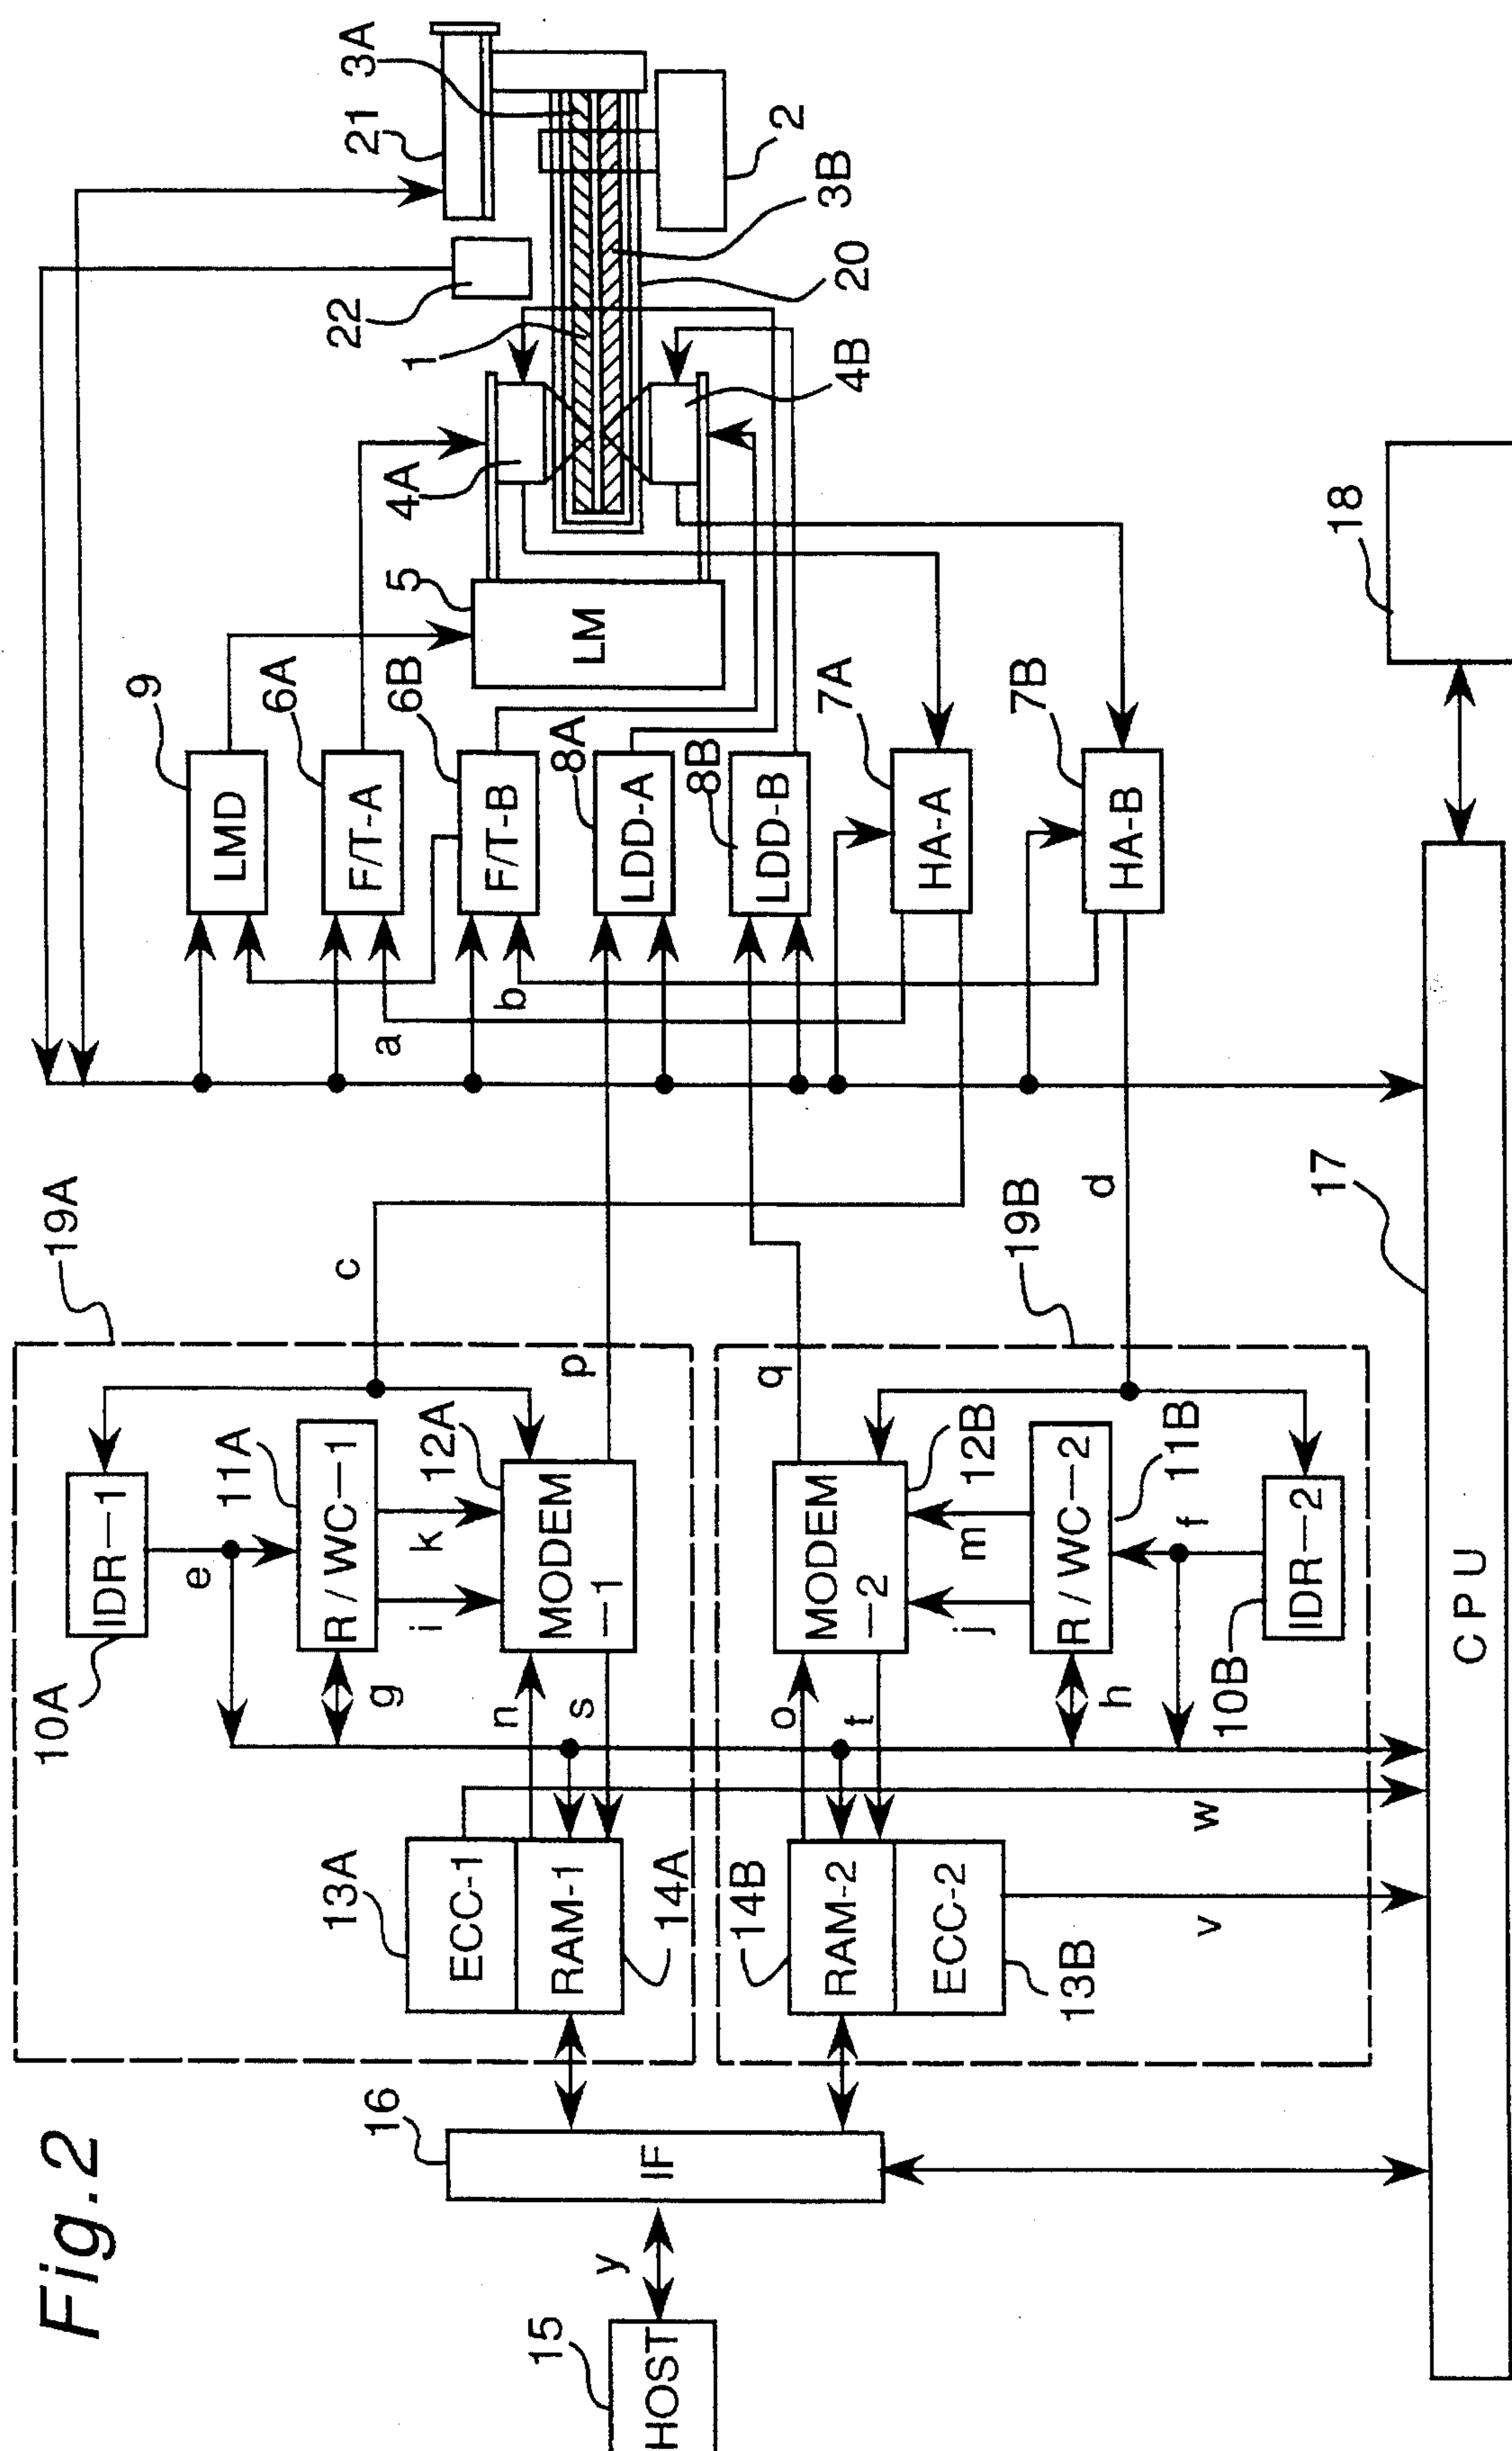 Fig.2
HOST
15
y
IF
16
19A
IDR—1
10A
e
R / WC—1
11A
g
i
k
MODEM
—1
12A
n
s
p
c
ECC-1
13A
RAM-1
14A
19B
RAM-2
14B
ECC-2
13B
MODEM
—2
12B
o
t
q
j
m
R / WC—2
11B
h
f
IDR—2
10B
d
w
v
CPU
17
18
LMD
9
F/T-A
6A
F/T-B
6B
LDD-A
8A
LDD-B
8B
HA-A
7A
HA-B
7B
a
b
LM
5
4A
4B
1
22
21
3A
2
3B
20